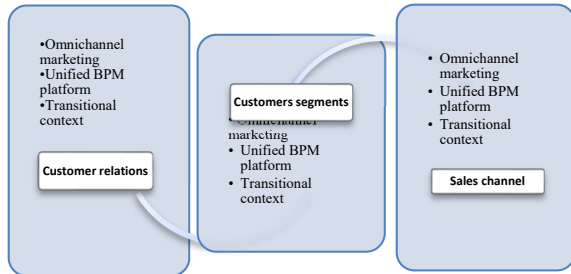 •Omnichannel
marketing
•Unified BPM
platform
•Transitional
context
Customer relations
Customers segments
• Omnichannel
marketing
• Unified BPM
platform
• Transitional
context
• Omnichannel
marketing
• Unified BPM
platform
• Transitional
context
Sales channel